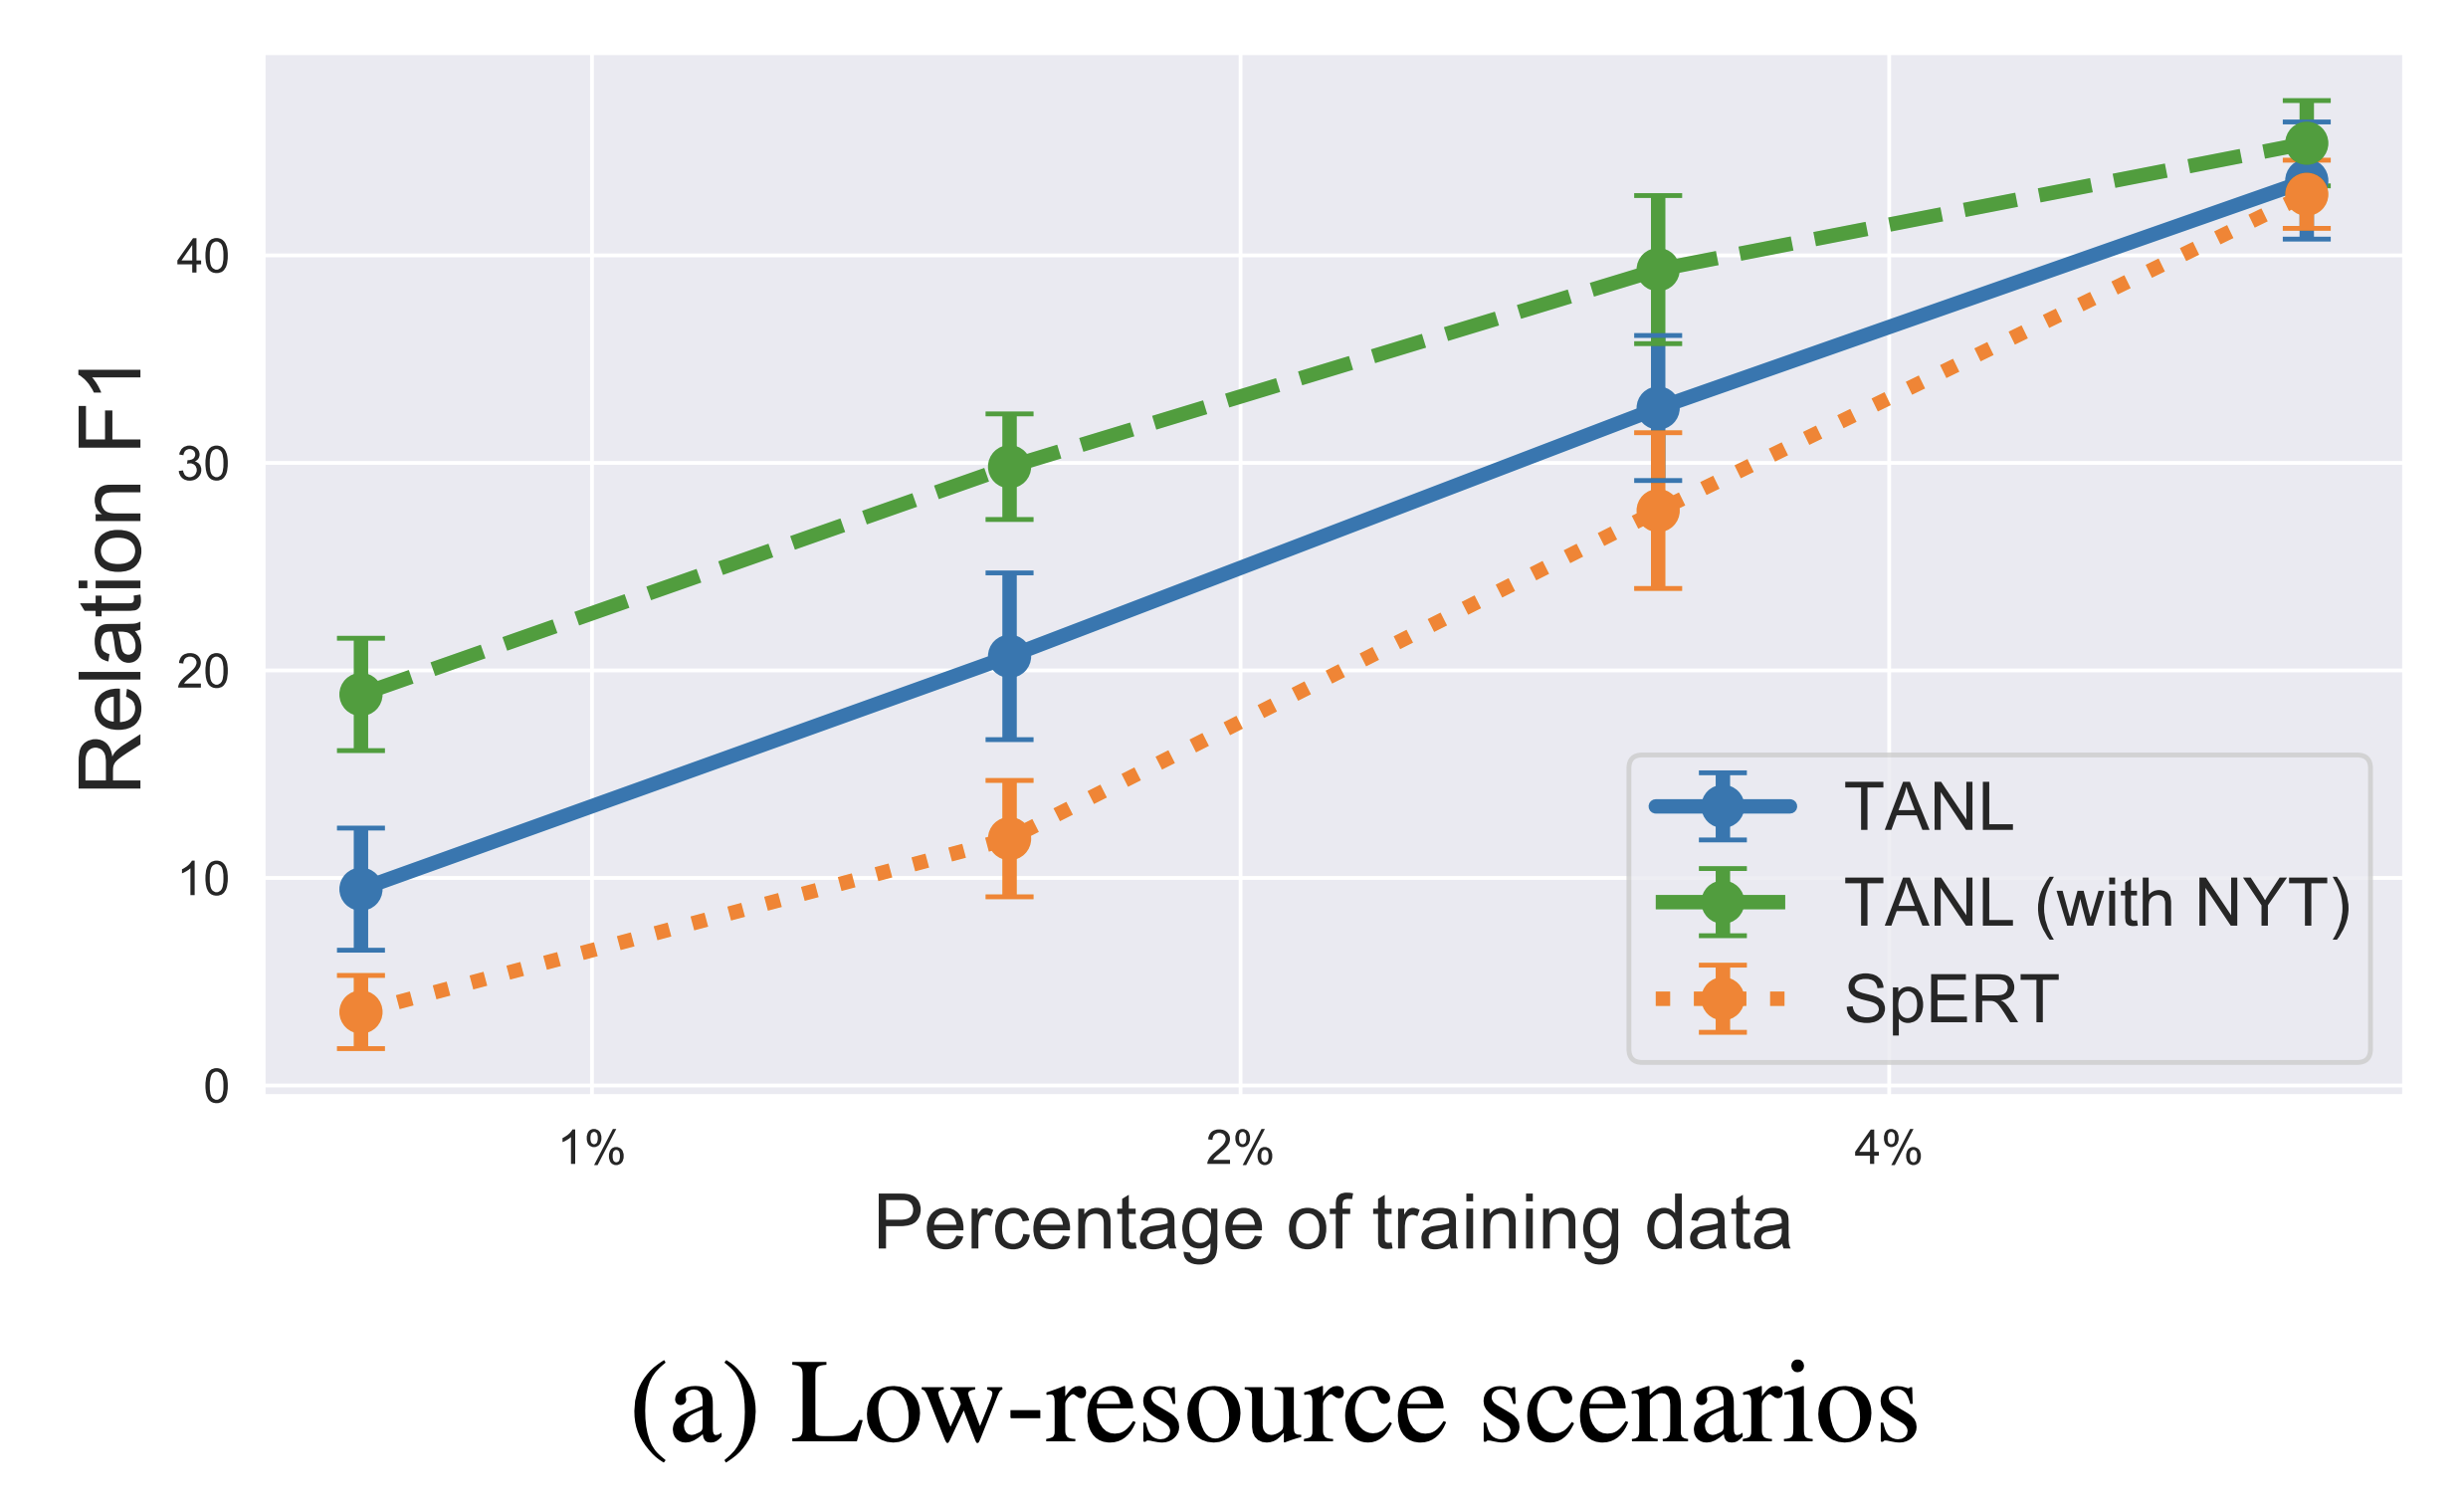 40
30
20
10
0
Relation F1
1%
2%
4%
Percentage of training data
TANL
TANL (with NYT)
SpERT
(a) Low-resource scenarios